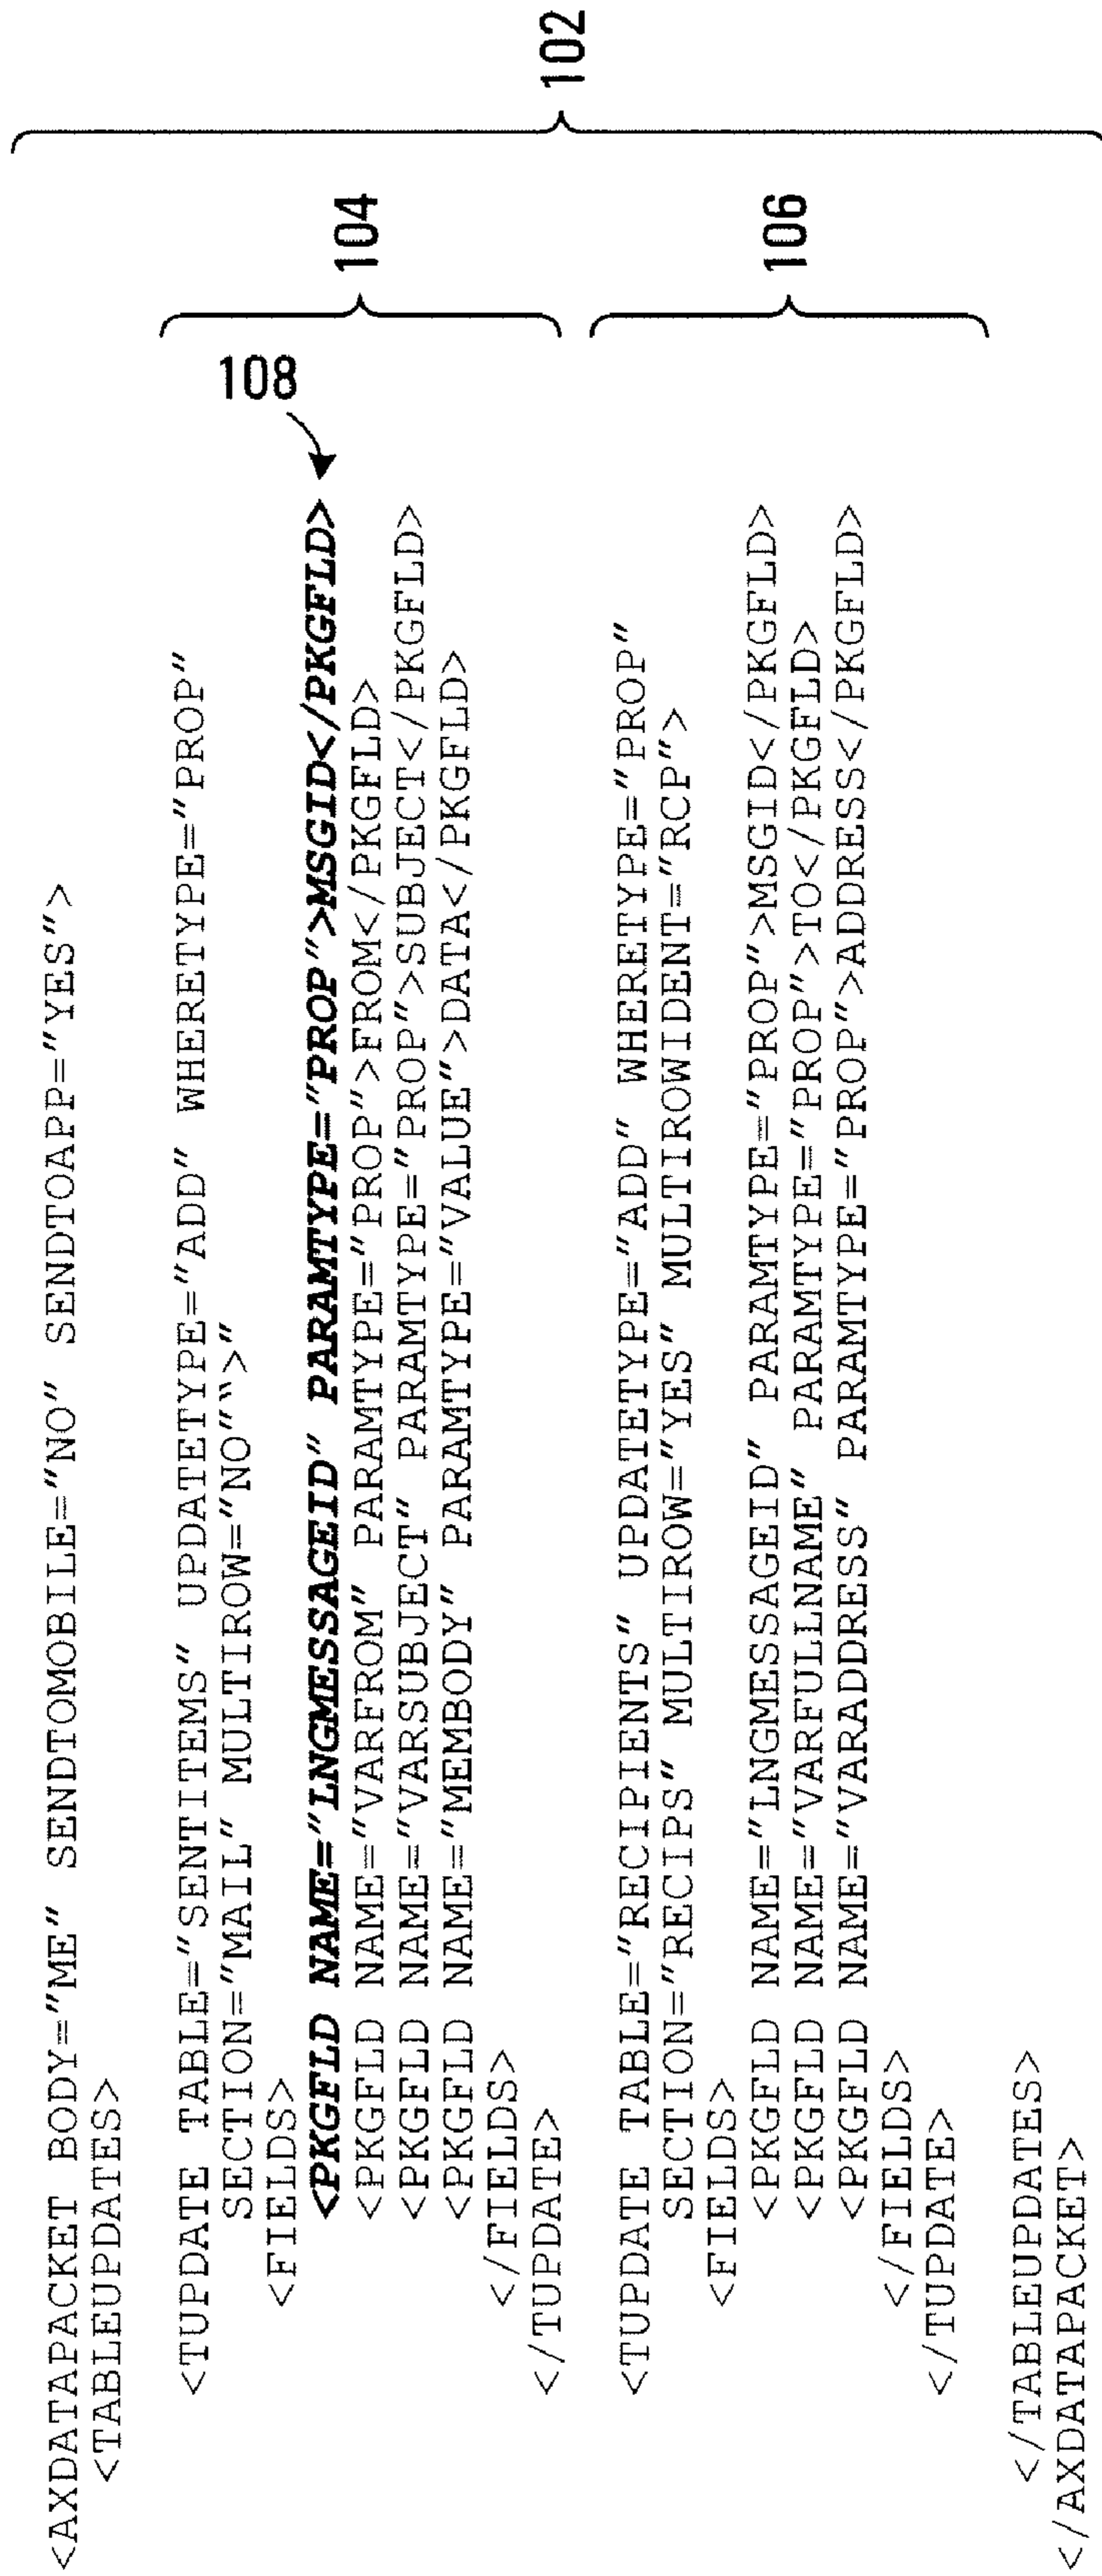 <AXDATAPACKET BODY="ME" SENDTOMOBILE="NO" SENDTOAPP="YES">
<TABLEUPDATES>
<TUPDATE TABLE="SENTITEMS" UPDATETYPE="ADD" WHERETYPE="PROP"
SECTION="MAIL" MULTIROW="NO"“>"
<FIELDS>
<PKGFLD NAME="LNGMESSAGEID" PARAMTYPE="PROP">MSGID</PKGFLD>
<PKGFLD NAME="VARFROM" PARAMTYPE="PROP">FROM</PKGFLD>
<PKGFLD NAME="VARSUBJECT" PARAMTYPE="PROP">SUBJECT</PKGFLD>
<PKGFLD NAME="MEMBODY" PARAMTYPE="VALUE">DATA</PKGFLD>
</FIELDS>
</TUPDATE>
108
104
<TUPDATE TABLE="RECIPIENTS" UPDATETYPE="ADD" WHERETYPE="PROP"
SECTION="RECIPS" MULTIROW="YES" MULTIROWIDENT="RCP">
<FIELDS>
<PKGFLD NAME="LNGMESSAGEID" PARAMTYPE="PROP">MSGID</PKGFLD>
<PKGFLD NAME="VARFULLNAME" PARAMTYPE="PROP">TO</PKGFLD>
<PKGFLD NAME="VARADDRESS" PARAMTYPE="PROP">ADDRESS</PKGFLD>
</FIELDS>
</TUPDATE>
106
</TABLEUPDATES>
</AXDATAPACKET>
102